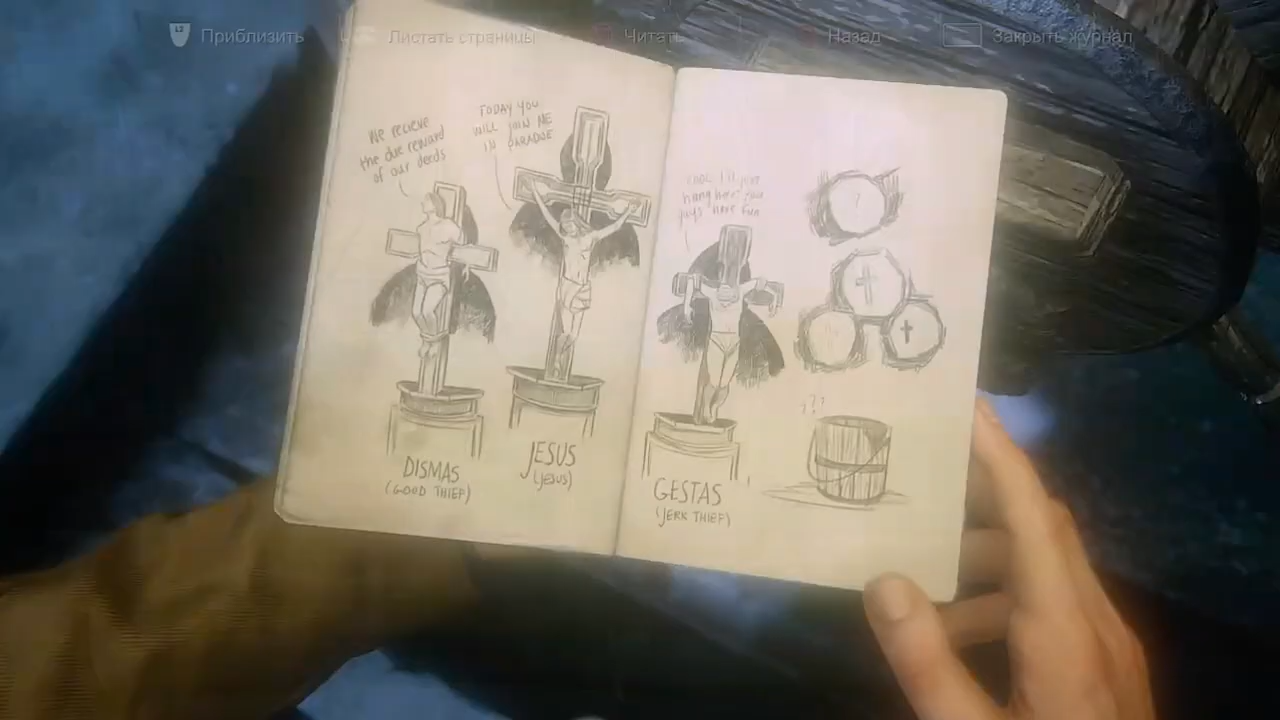 Приблизить
Листать страницы
Читать
Назад
Закрыть журнал
We recieve
the due reward
of our deeds
TODAY YOU
WILL JOIN ME
IN PARADISE
COOL I'll just
hang here. You
guys have fun
DISMAS
(GOOD THIEF)
JESUS
(JESUS)
GESTAS
(JERK THIEF)
?
???